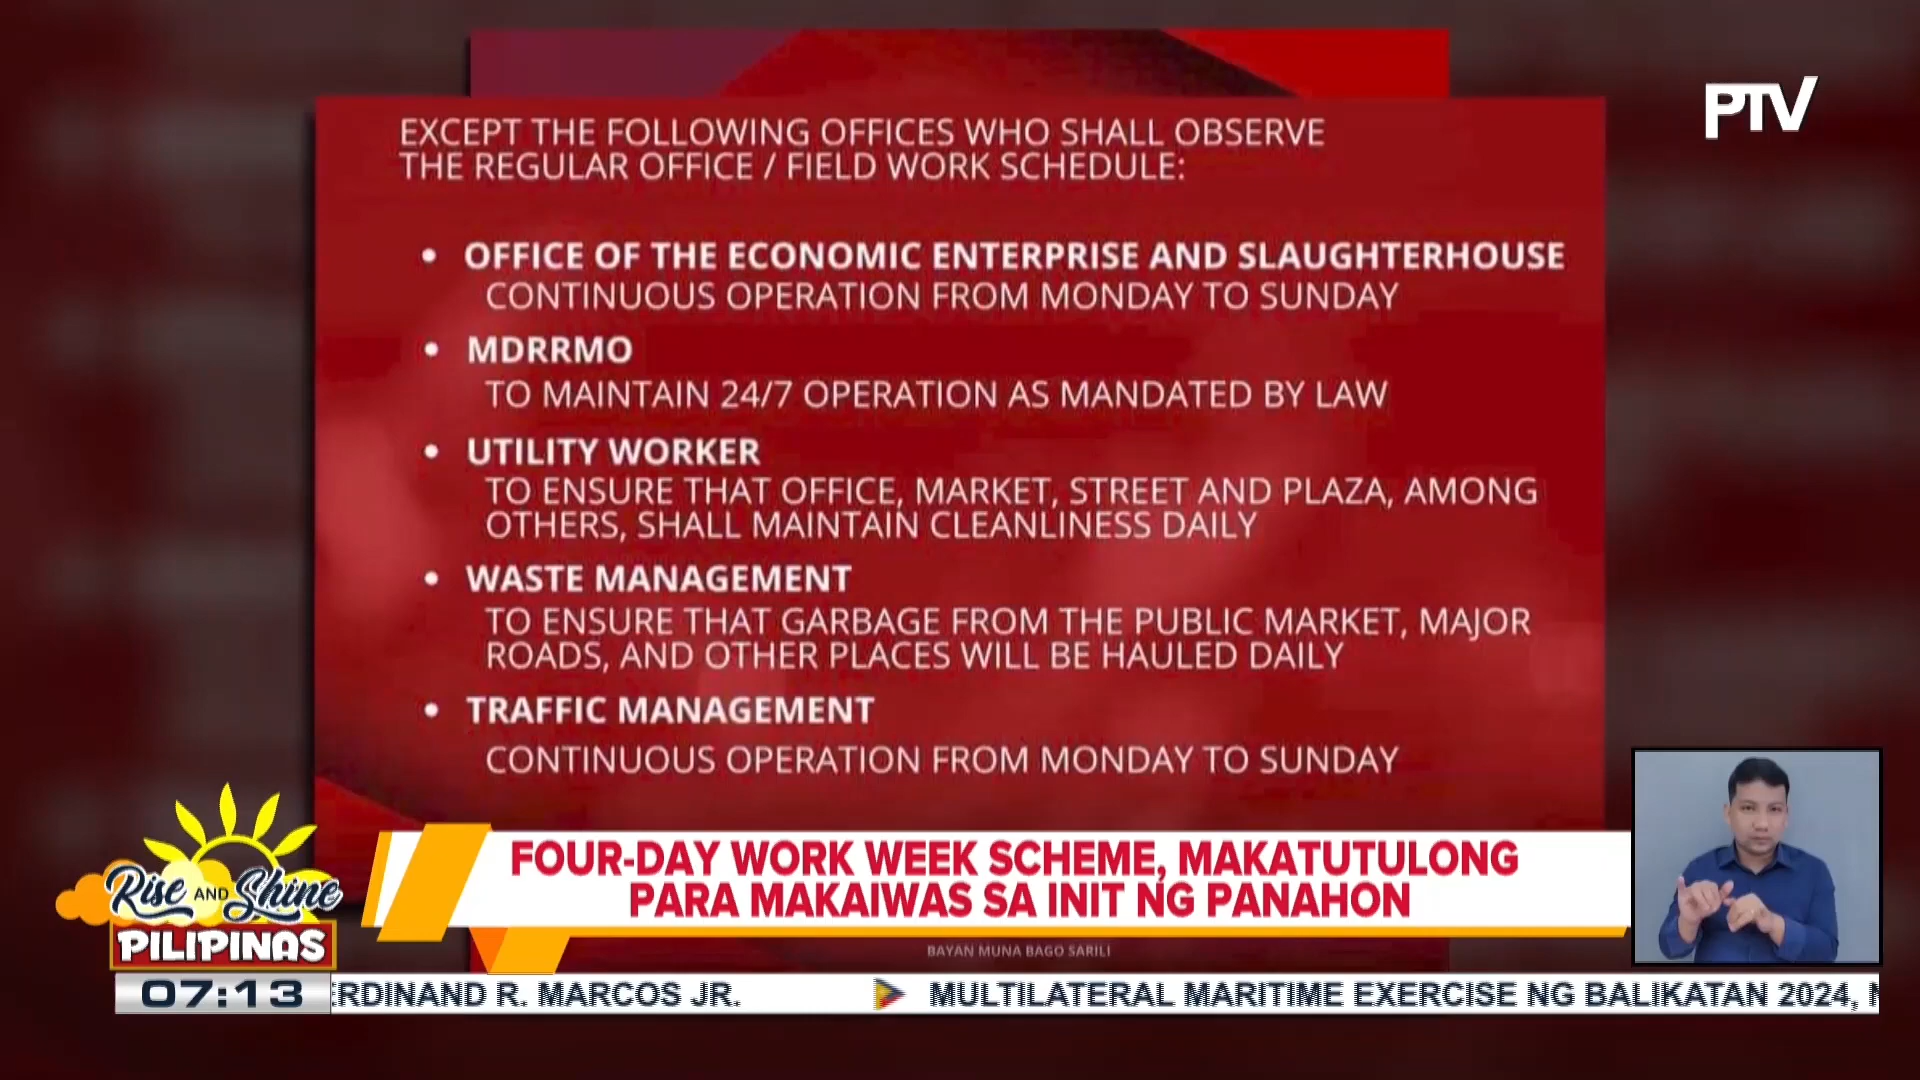 PTV
EXCEPT THE FOLLOWING OFFICES WHO SHALL OBSERVE
THE REGULAR OFFICE / FIELD WORK SCHEDULE:
• OFFICE OF THE ECONOMIC ENTERPRISE AND SLAUGHTERHOUSE
CONTINUOUS OPERATION FROM MONDAY TO SUNDAY
• MDRRMO
TO MAINTAIN 24/7 OPERATION AS MANDATED BY LAW
• UTILITY WORKER
TO ENSURE THAT OFFICE, MARKET, STREET AND PLAZA, AMONG
OTHERS, SHALL MAINTAIN CLEANLINESS DAILY
• WASTE MANAGEMENT
TO ENSURE THAT GARBAGE FROM THE PUBLIC MARKET, MAJOR
ROADS, AND OTHER PLACES WILL BE HAULED DAILY
• TRAFFIC MANAGEMENT
CONTINUOUS OPERATION FROM MONDAY TO SUNDAY
FOUR-DAY WORK WEEK SCHEME, MAKATUTULONG
PARA MAKAIWAS SA INIT NG PANAHON
Rise AND Shine
PILIPINAS
BAYAN MUNA BAGO SARILI
07:13
ERDINAND R. MARCOS JR. MULTILATERAL MARITIME EXERCISE NG BALIKATAN 2024,